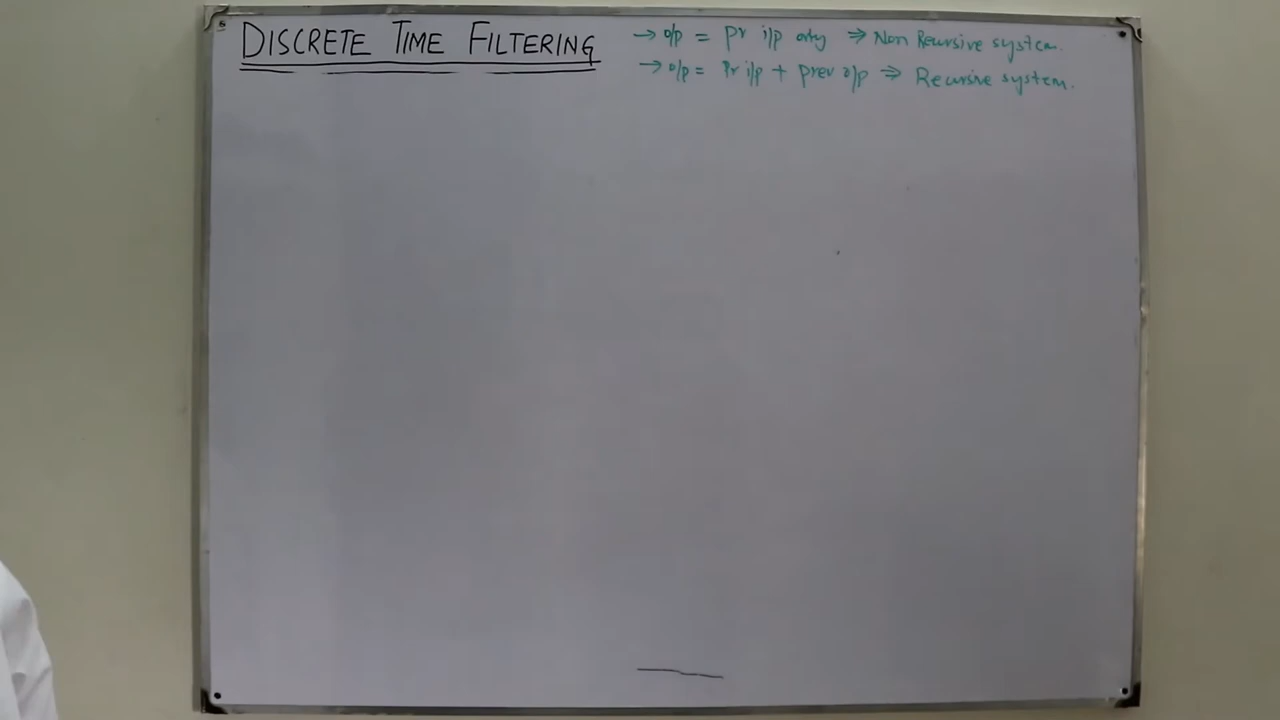 DISCRETE TIME FILTERING
→ o/p = pr i/p only ⇒ Non Recursive system.
→ o/p = Pr i/p + prev o/p ⇒ Recursive system.